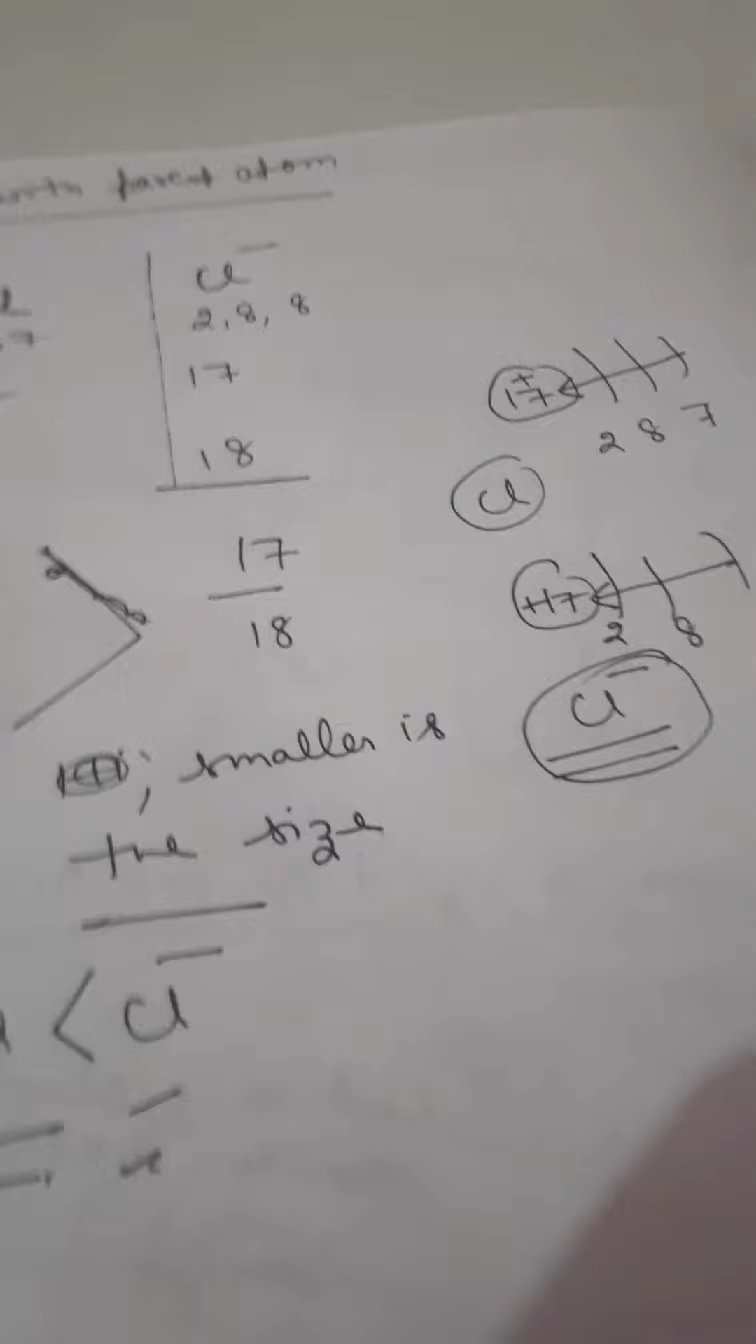 parent atom
Cl⁻
2, 8, 8
17
18
17+
2 8 7
Cl
>
17
18
+17
2 8
Cl⁻
; smaller is
the size
< Cl⁻